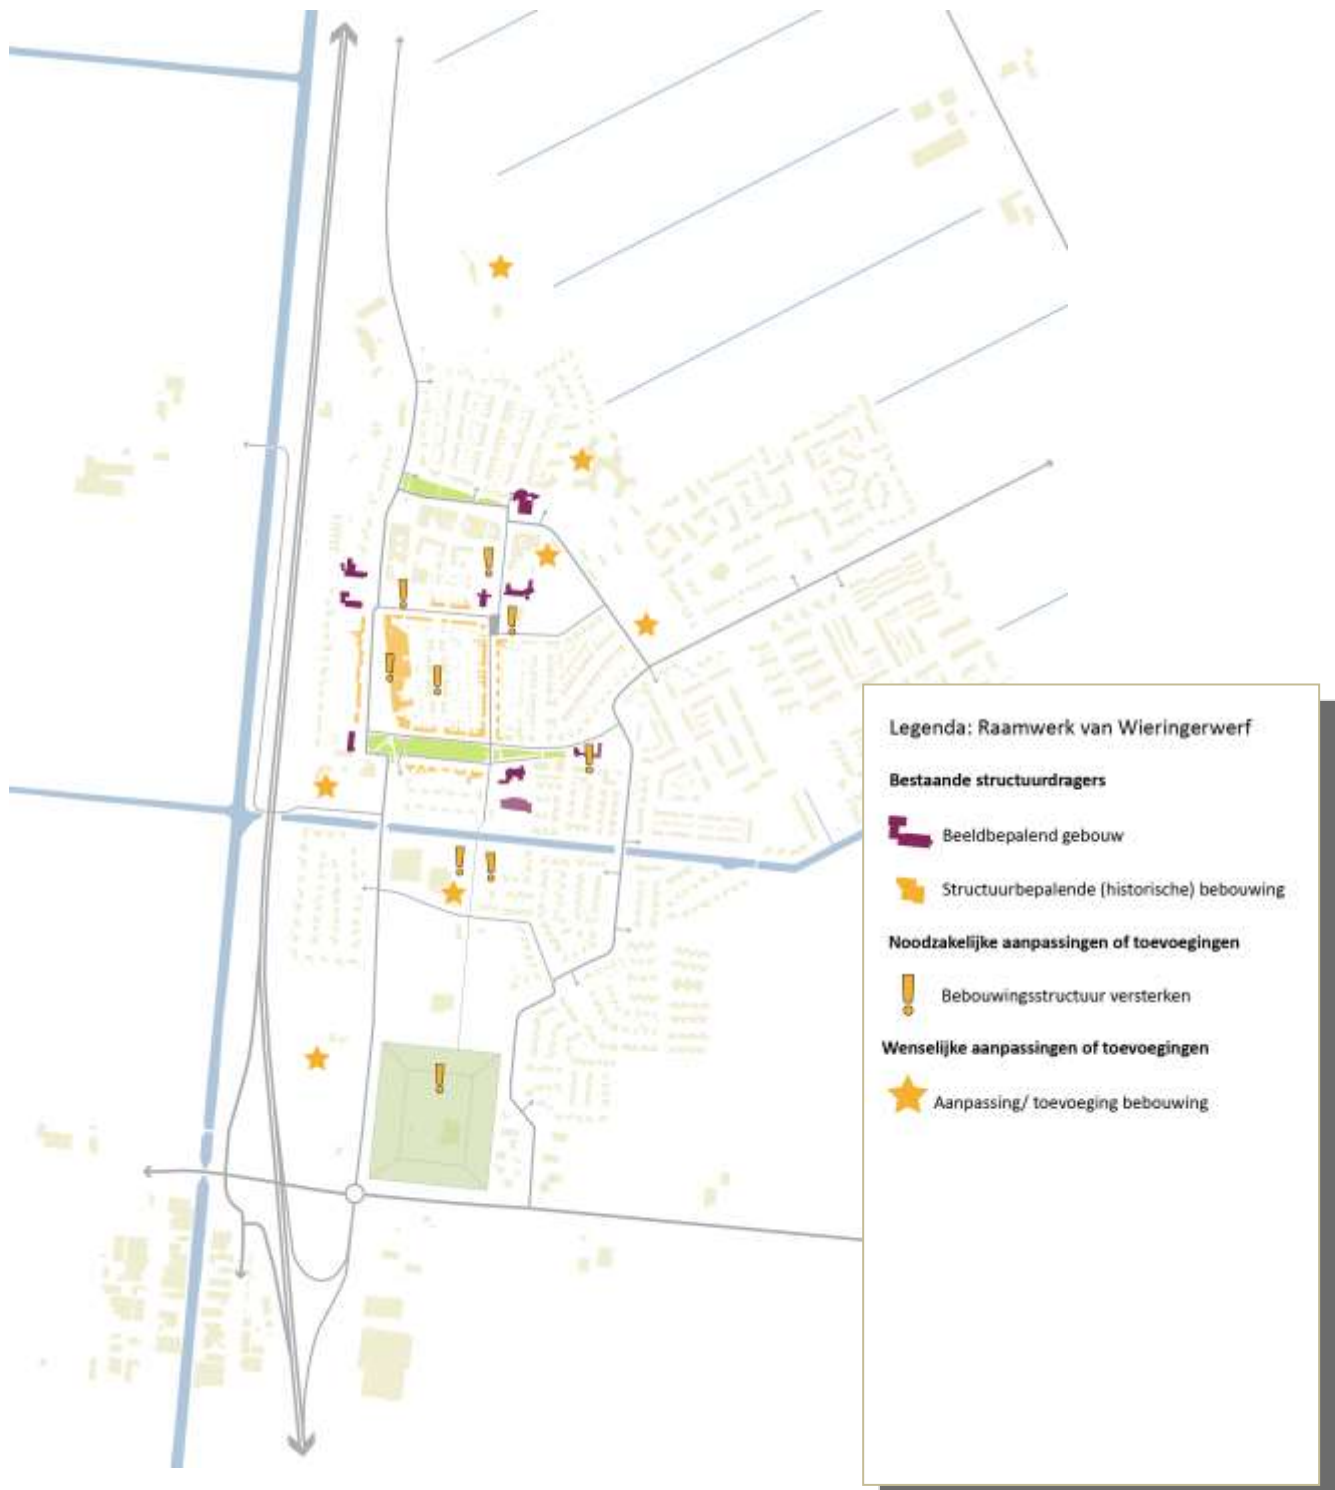 Legenda: Raamwerk van Wieringerwerf
Bestaande structuurdragers
Beeldbepalend gebouw
Structuurbepalende (historische) bebouwing
Noodzakelijke aanpassingen of toevoegingen
Bebouwingsstructuur versterken
Wenselijke aanpassingen of toevoegingen
Aanpassing/ toevoeging bebouwing